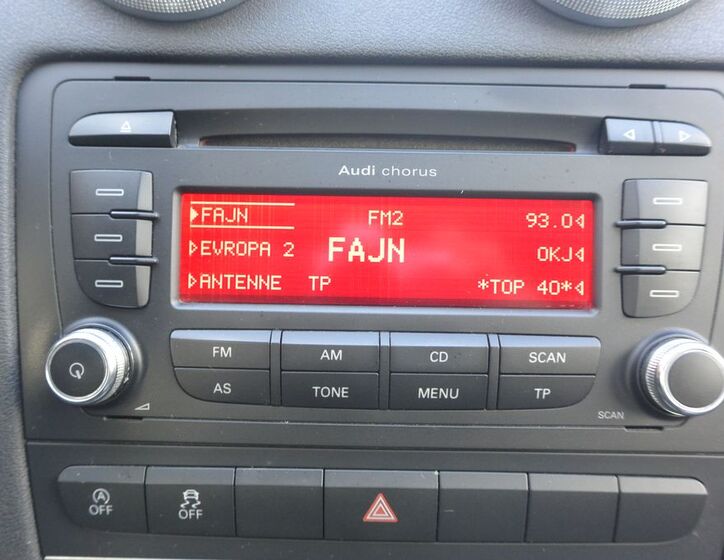 Audi chorus
FAJN FM2 93.0
EVROPA 2 FAJN OKJ
ANTENNE TP *TOP 40*
FM AM CD SCAN
AS TONE MENU TP
SCAN
A OFF OFF